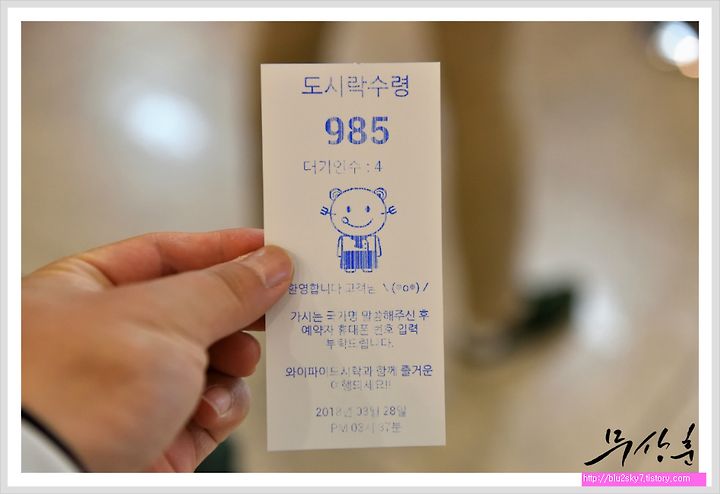 도시락수령
985
대기인수 : 4
환영합니다 고객님 \(^o^)/
가시는 국가명 말씀해주신 후
예약자 휴대폰 번호 입력
부탁드립니다.
와이파이도시락과 함께 즐거운
여행되세요!!
2018년 03월 28일
PM 03시 37분
무상훈
http://blu2sky7.tistory.com